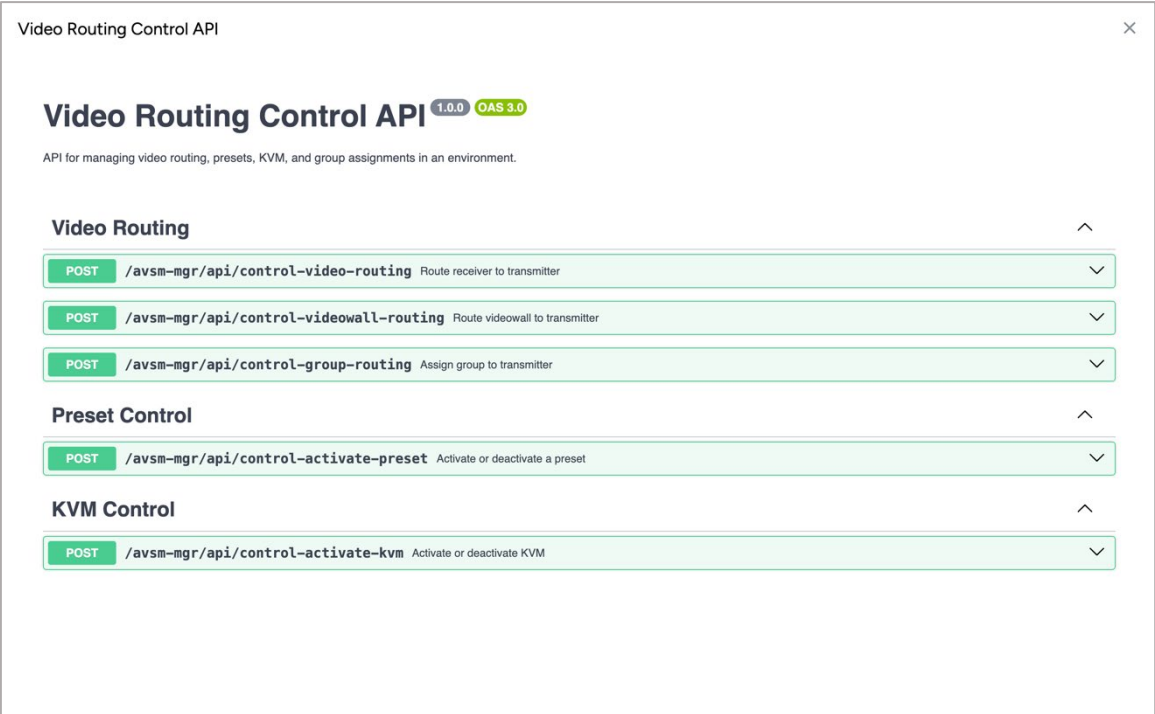 Video Routing Control API
Video Routing Control API 1.0.0 OAS 3.0
API for managing video routing, presets, KVM, and group assignments in an environment.
Video Routing
POST /avsm-mgr/api/control-video-routing Route receiver to transmitter
POST /avsm-mgr/api/control-videowall-routing Route videowall to transmitter
POST /avsm-mgr/api/control-group-routing Assign group to transmitter
Preset Control
POST /avsm-mgr/api/control-activate-preset Activate or deactivate a preset
KVM Control
POST /avsm-mgr/api/control-activate-kvm Activate or deactivate KVM